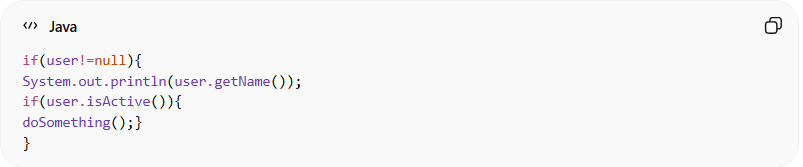 </> Java
if(user!=null){
System.out.println(user.getName());
if(user.isActive()){
doSomething();}
}